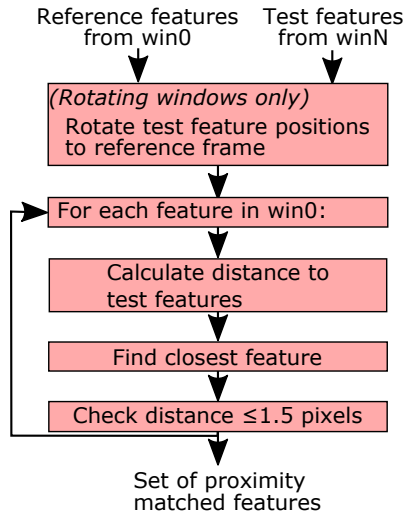 Reference features
from win0
Test features
from winN
(Rotating windows only)
Rotate test feature positions
to reference frame
For each feature in win0:
Calculate distance to
test features
Find closest feature
Check distance ≤1.5 pixels
Set of proximity
matched features